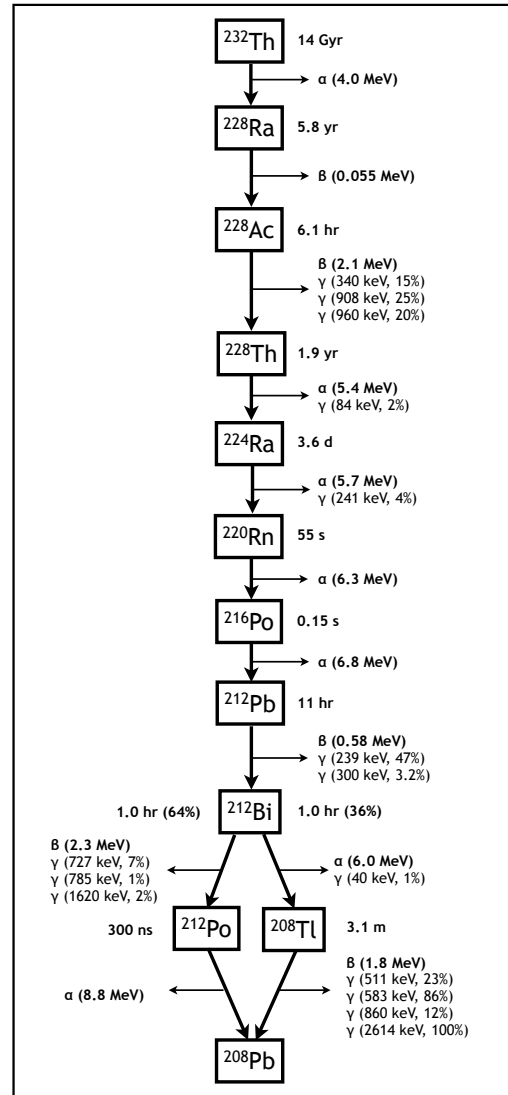 ²³²Th 14 Gyr
α (4.0 MeV)
²²⁸Ra 5.8 yr
β (0.055 MeV)
²²⁸Ac 6.1 hr
β (2.1 MeV)
γ (340 keV, 15%)
γ (908 keV, 25%)
γ (960 keV, 20%)
²²⁸Th 1.9 yr
α (5.4 MeV)
γ (84 keV, 2%)
²²⁴Ra 3.6 d
α (5.7 MeV)
γ (241 keV, 4%)
²²⁰Rn 55 s
α (6.3 MeV)
²¹⁶Po 0.15 s
α (6.8 MeV)
²¹²Pb 11 hr
β (0.58 MeV)
γ (239 keV, 47%)
γ (300 keV, 3.2%)
1.0 hr (64%) ²¹²Bi 1.0 hr (36%)
β (2.3 MeV)
γ (727 keV, 7%)
γ (785 keV, 1%)
γ (1620 keV, 2%)
α (6.0 MeV)
γ (40 keV, 1%)
300 ns ²¹²Po ²⁰⁸Tl 3.1 m
α (8.8 MeV)
β (1.8 MeV)
γ (511 keV, 23%)
γ (583 keV, 86%)
γ (860 keV, 12%)
γ (2614 keV, 100%)
²⁰⁸Pb